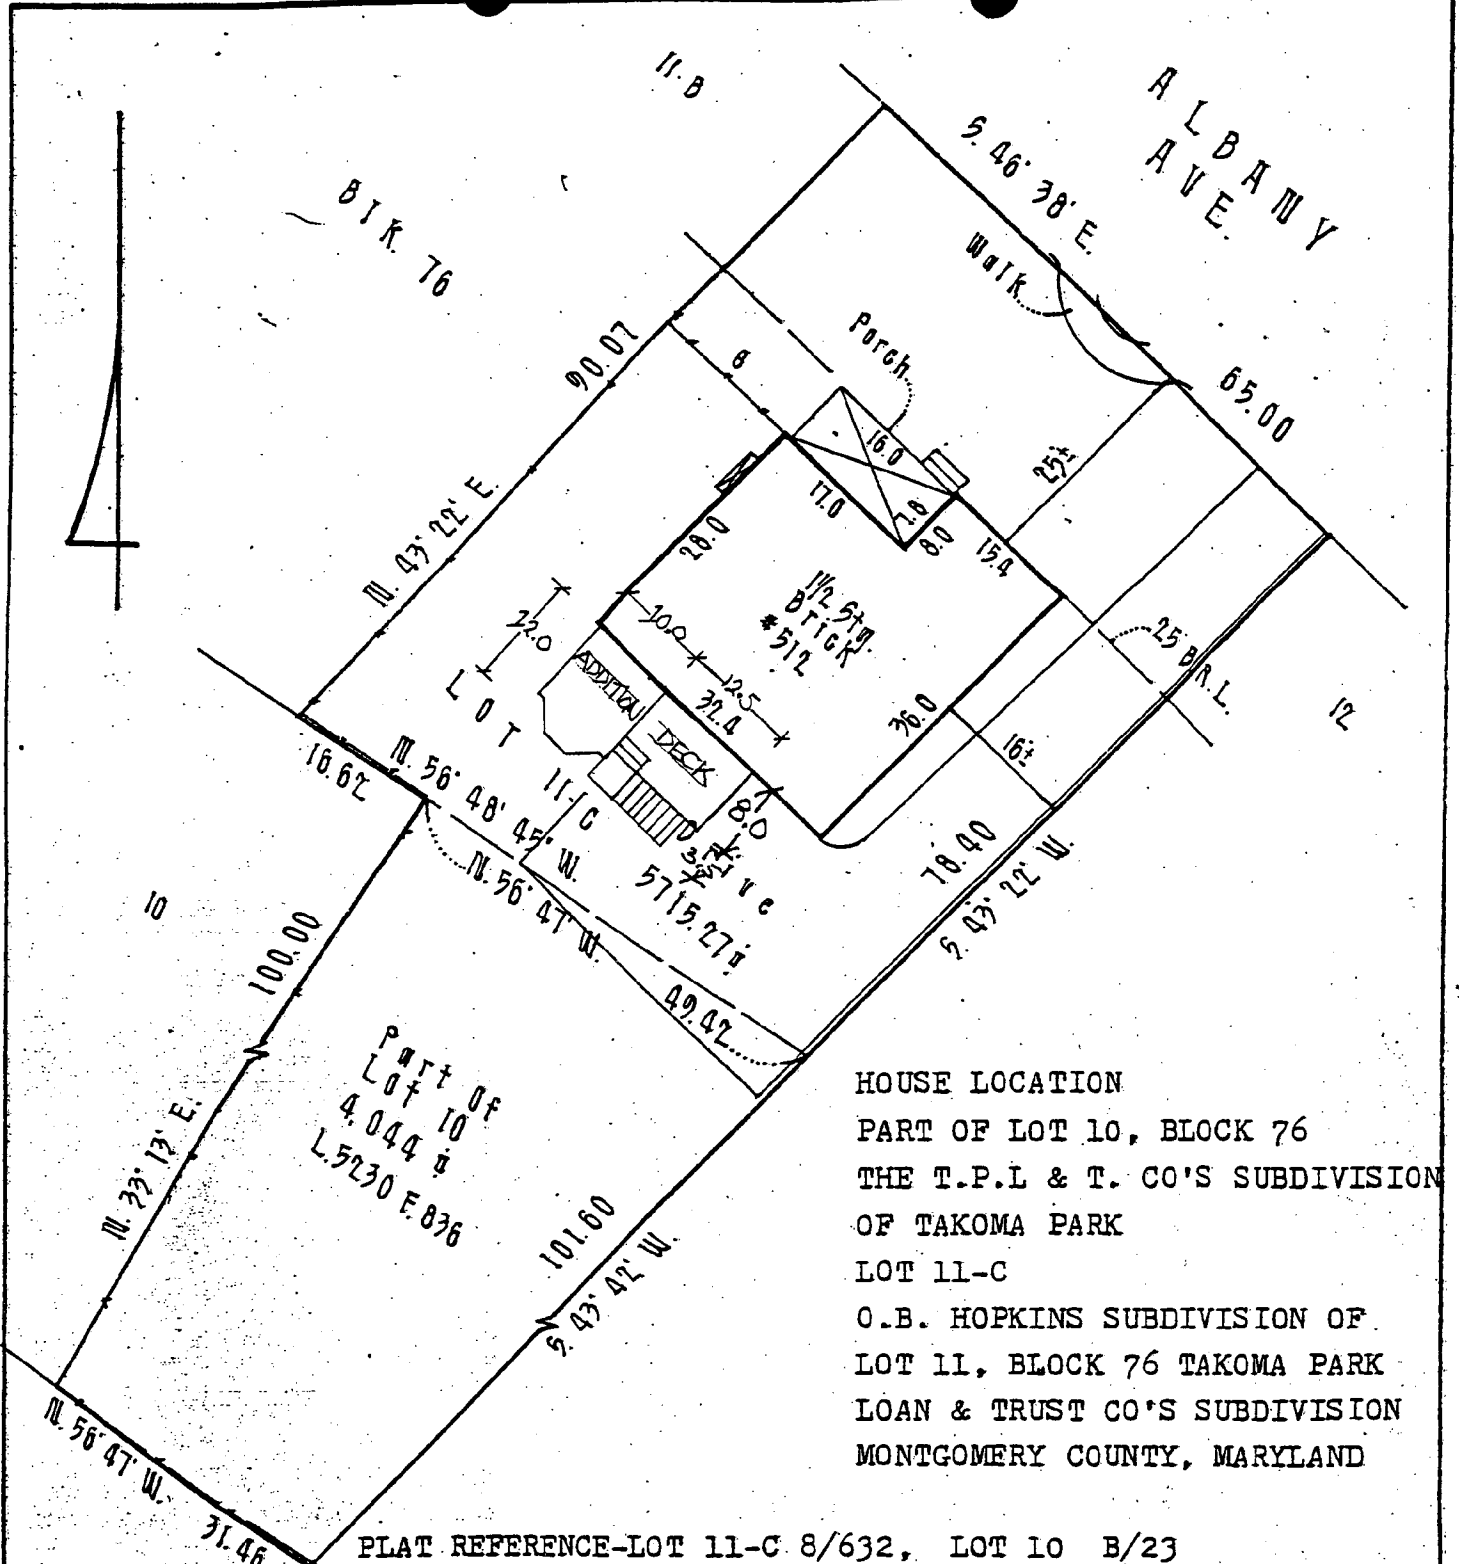 11-B
ALBANY
AVE.
S. 46° 38' E.
BLK. 76
Walk
Porch
90.07
8
65.00
16.0
25±
17.0
7.8
8.0
15.4
N. 43° 22' E.
28.0
1 1/2 Sty.
Brick
#512
22.0
10.0
25 B.R.L.
ADDITION
12.5
32.4
36.0
12
LOT
11-C
DECK
16±
16.62
N. 56° 48' 45" W.
8.0
Drive
78.40
S. 43° 22' W.
N. 56° 47' W.
5715.27
10
100.00
49.42
Part Of
Lot 10
4,044
L.5230 F.836
N. 33° 13' E.
101.60
S. 43° 42' W.
N. 56° 47' W.
31.46
HOUSE LOCATION
PART OF LOT 10, BLOCK 76
THE T.P.L & T. CO'S SUBDIVISION
OF TAKOMA PARK
LOT 11-C
O.B. HOPKINS SUBDIVISION OF
LOT 11, BLOCK 76 TAKOMA PARK
LOAN & TRUST CO'S SUBDIVISION
MONTGOMERY COUNTY, MARYLAND
PLAT REFERENCE-LOT 11-C 8/632, LOT 10 B/23